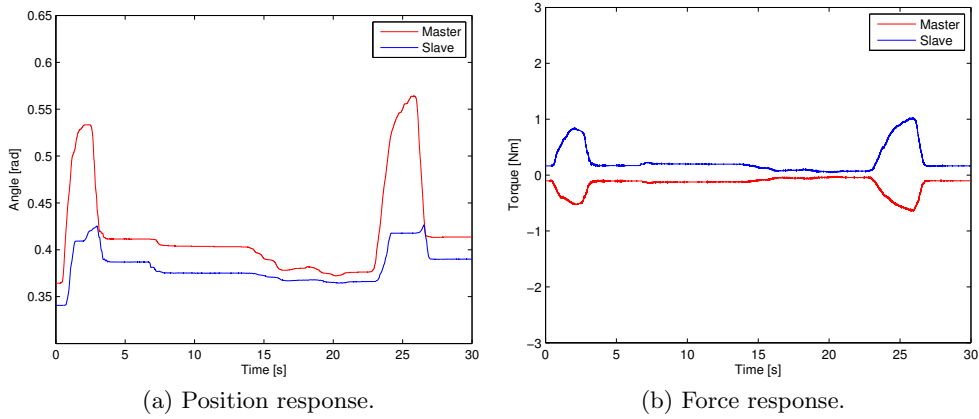 0.65
0.6
0.55
0.5
0.45
0.4
0.35
Angle [rad]
0 5 10 15 20 25 30
Time [s]
Master
Slave
(a) Position response.
3
2
1
0
−1
−2
−3
Torque [Nm]
0 5 10 15 20 25 30
Time [s]
Master
Slave
(b) Force response.